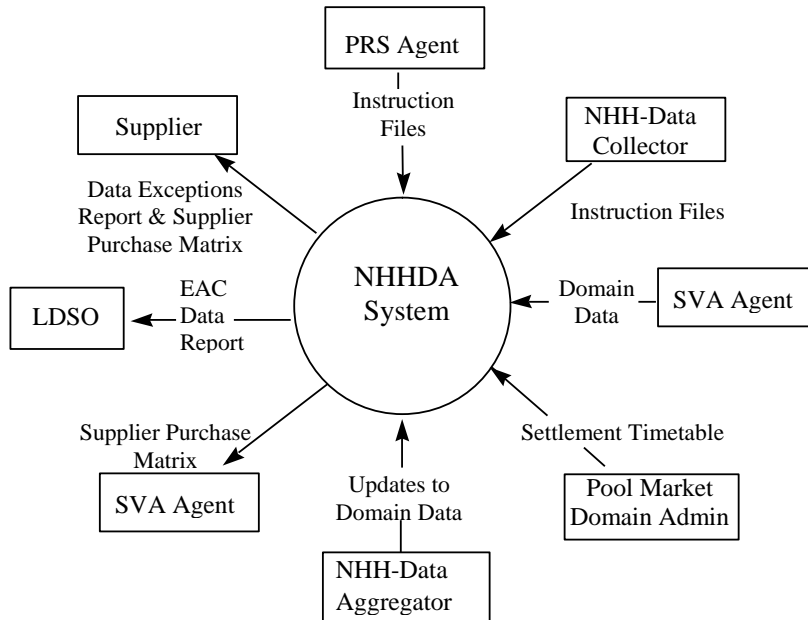 PRS Agent
Instruction
Files
Supplier
NHH-Data
Collector
Data Exceptions
Report & Supplier
Purchase Matrix
Instruction Files
NHHDA
System
LDSO
EAC
Data
Report
Domain
Data
SVA Agent
Supplier Purchase
Matrix
SVA Agent
Settlement Timetable
Pool Market
Domain Admin
Updates to
Domain Data
NHH-Data
Aggregator